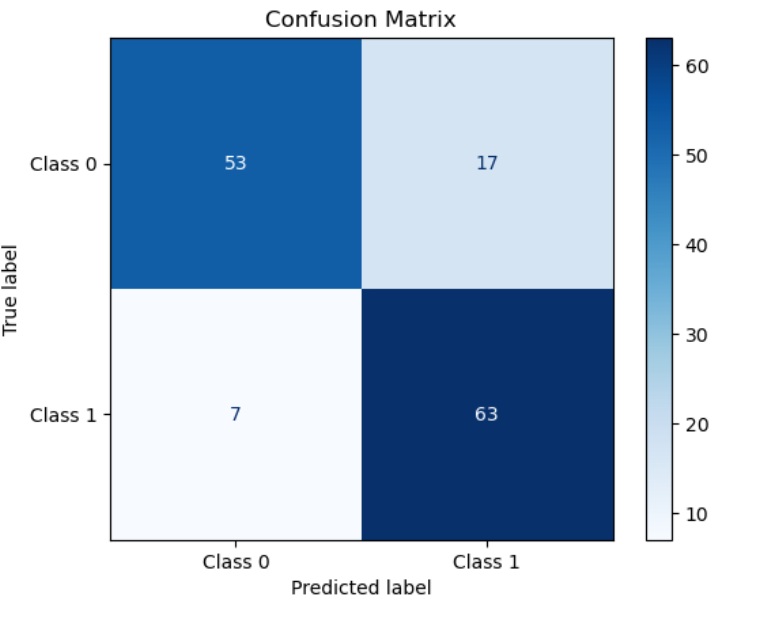 Confusion Matrix
True label
Class 0
53
17
Class 1
7
63
Class 0
Class 1
Predicted label
60
50
40
30
20
10